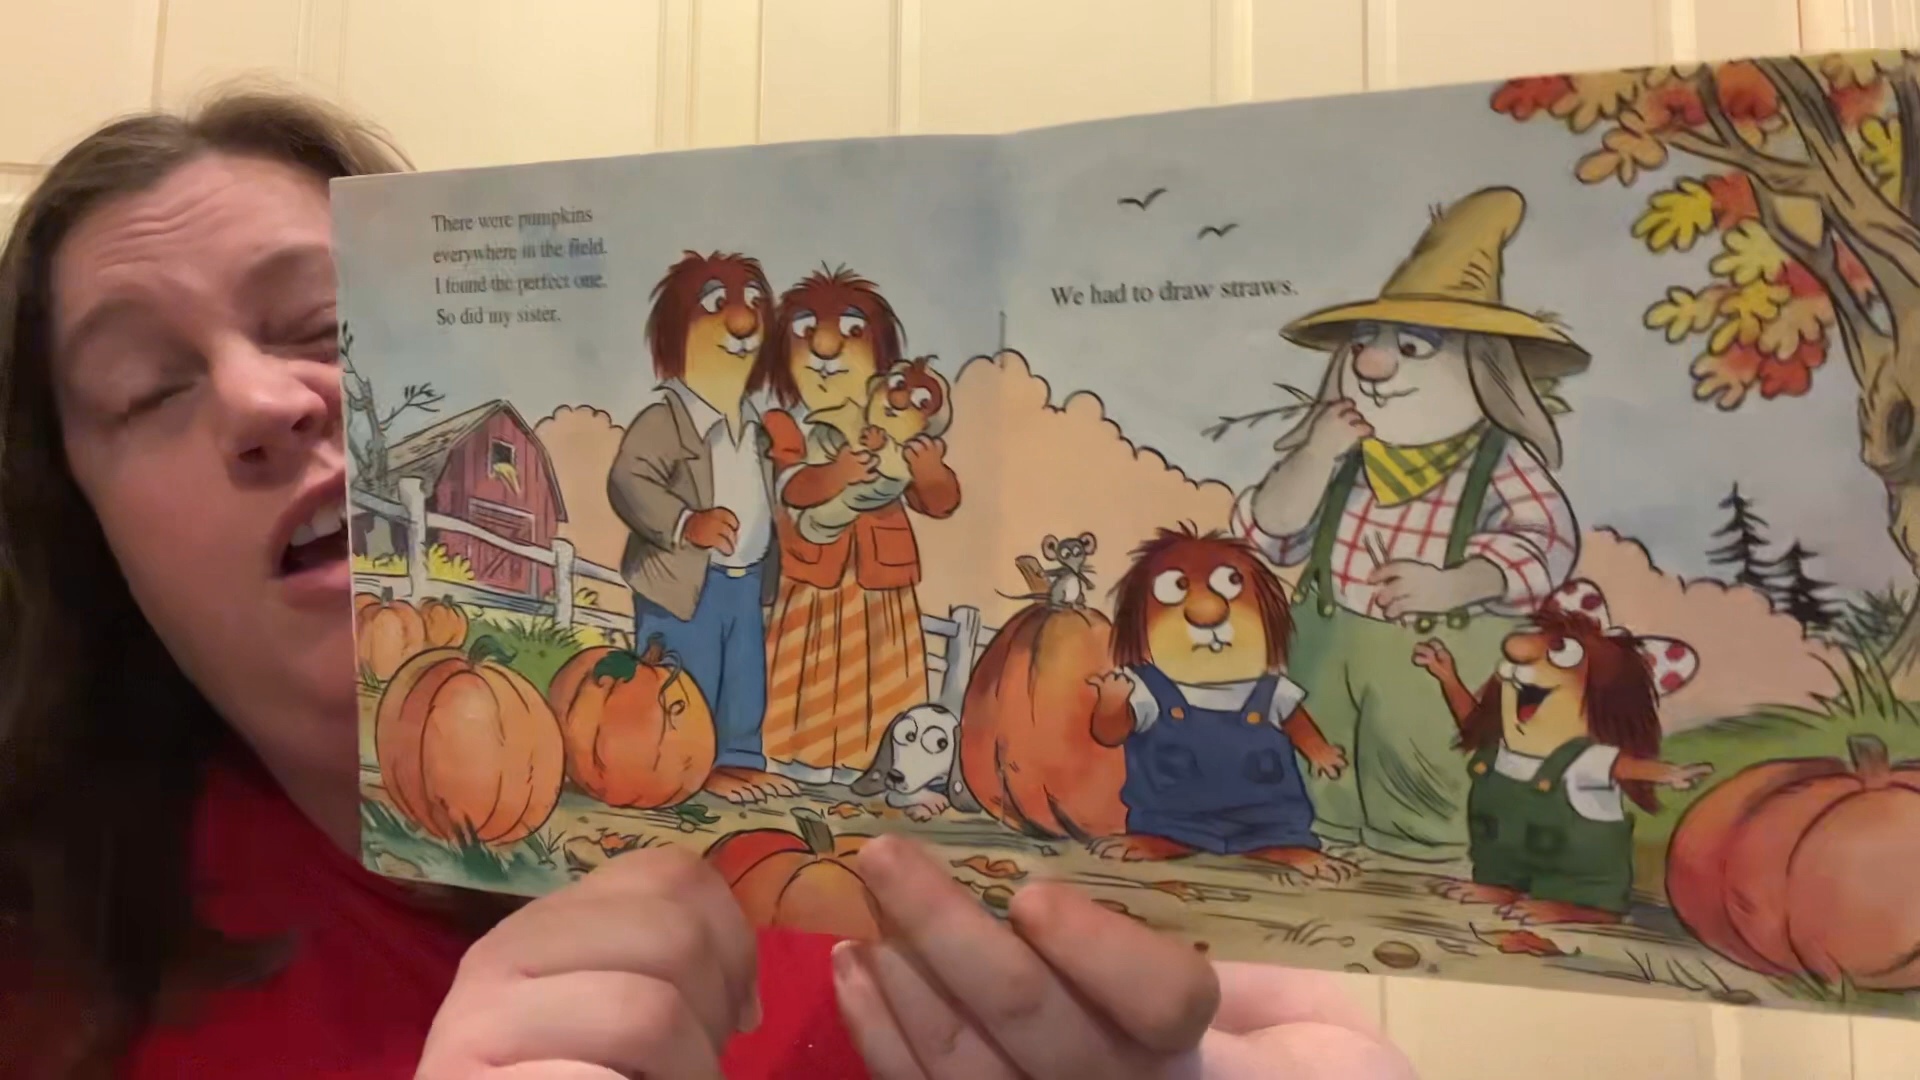 There were pumpkins
everywhere in the field.
I found the perfect one.
So did my sister.
We had to draw straws.